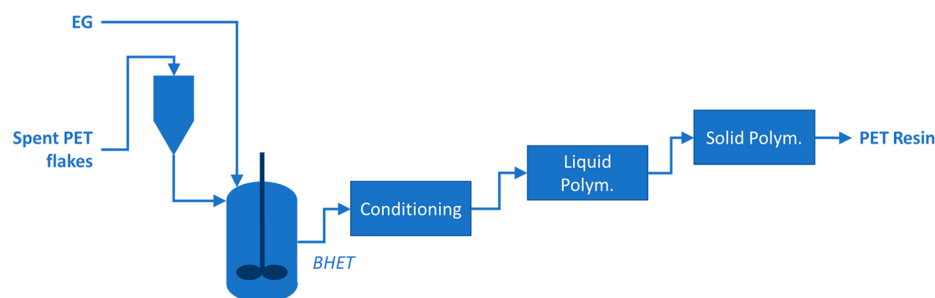 EG
Spent PET
flakes
BHET
Conditioning
Liquid
Polym.
Solid Polym.
PET Resin